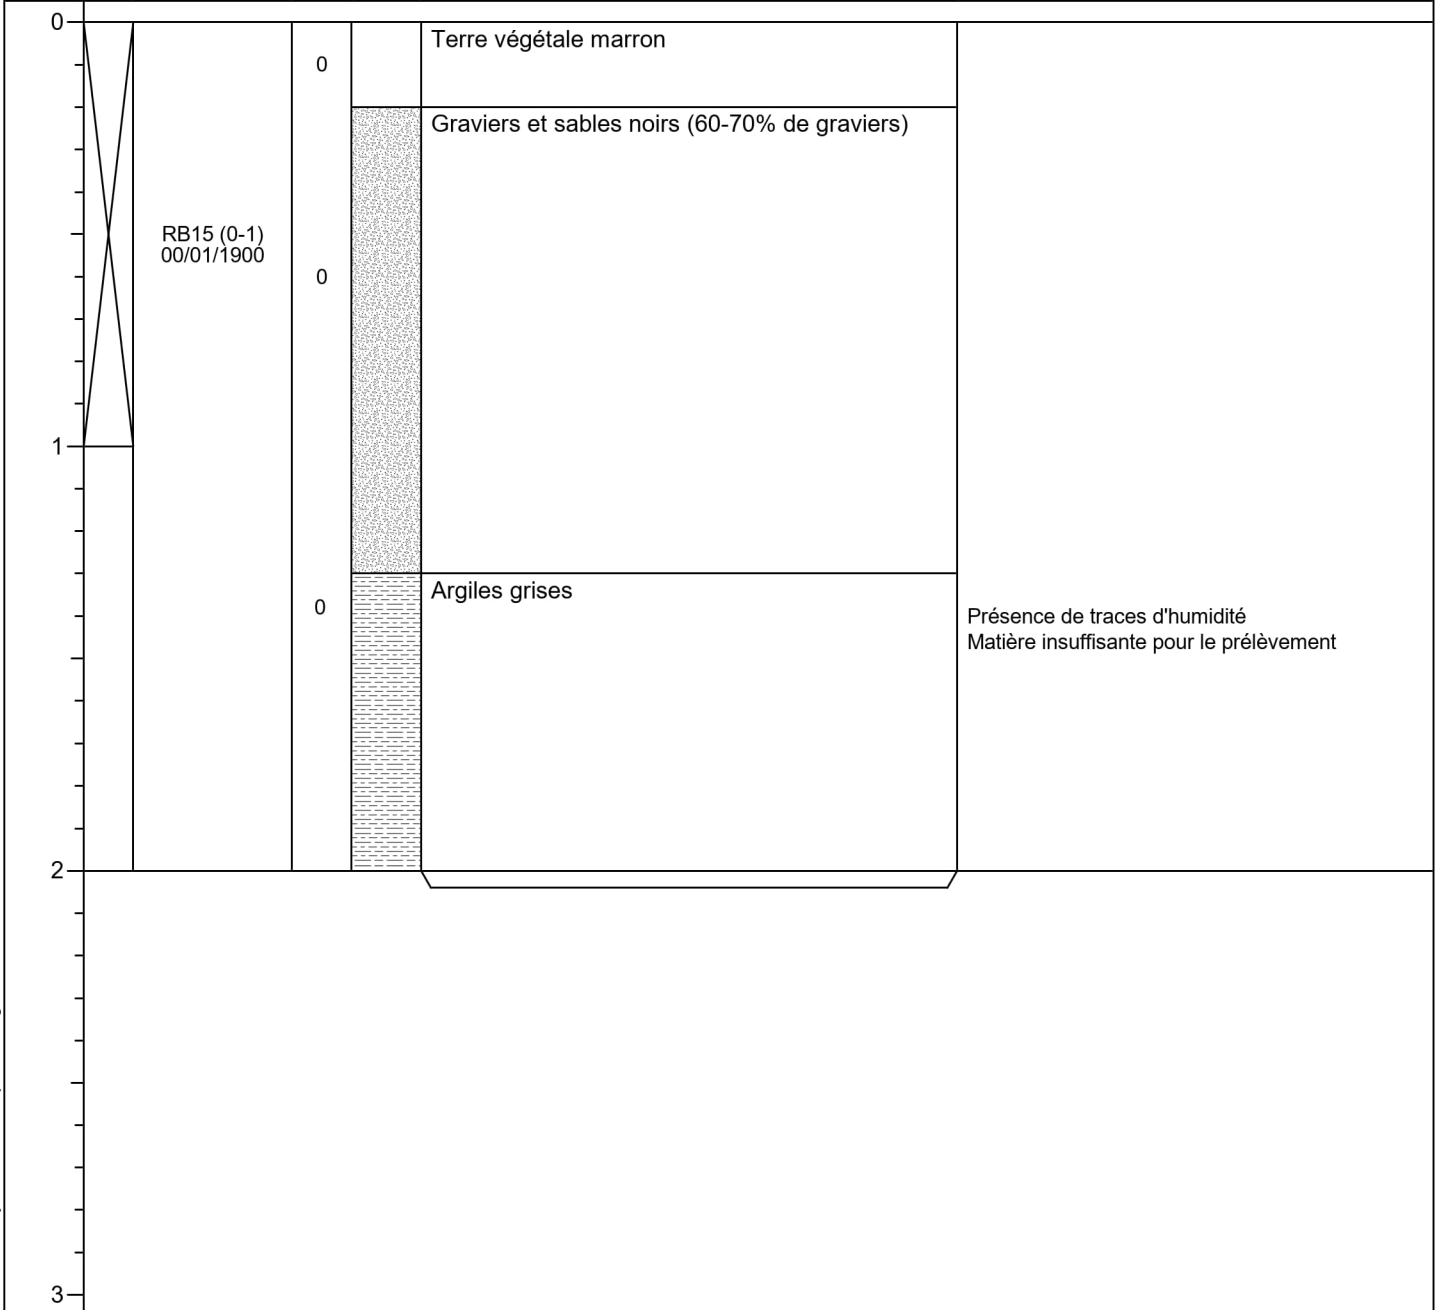 0
Terre végétale marron
0
Graviers et sables noirs (60-70% de graviers)
RB15 (0-1)
00/01/1900
0
1
Argiles grises
0
Présence de traces d'humidité
Matière insuffisante pour le prélèvement
2
3